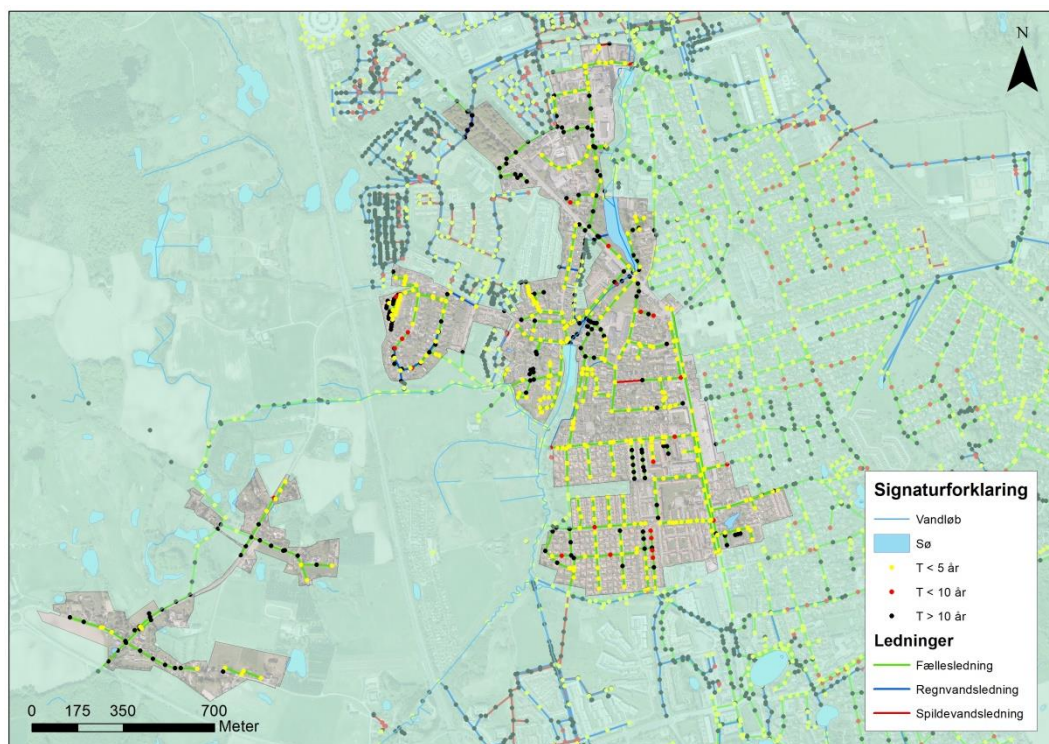 N
Signaturforklaring
Vandløb
Sø
T < 5 år
T < 10 år
T > 10 år
Ledninger
Fællesledning
Regnvandsledning
Spildevandsledning
0 175 350 700
Meter